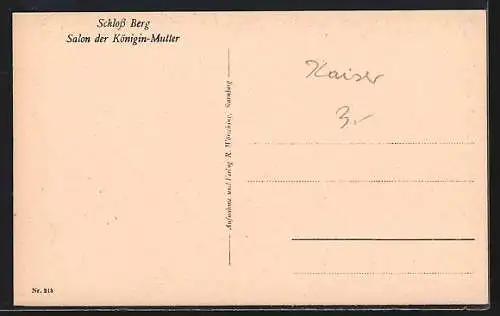 Schloß Berg
Salon der Königin-Mutter
Kaiser
3.-
Aufnahme und Verlag R. Wörsching, Starnberg
Nr. 215